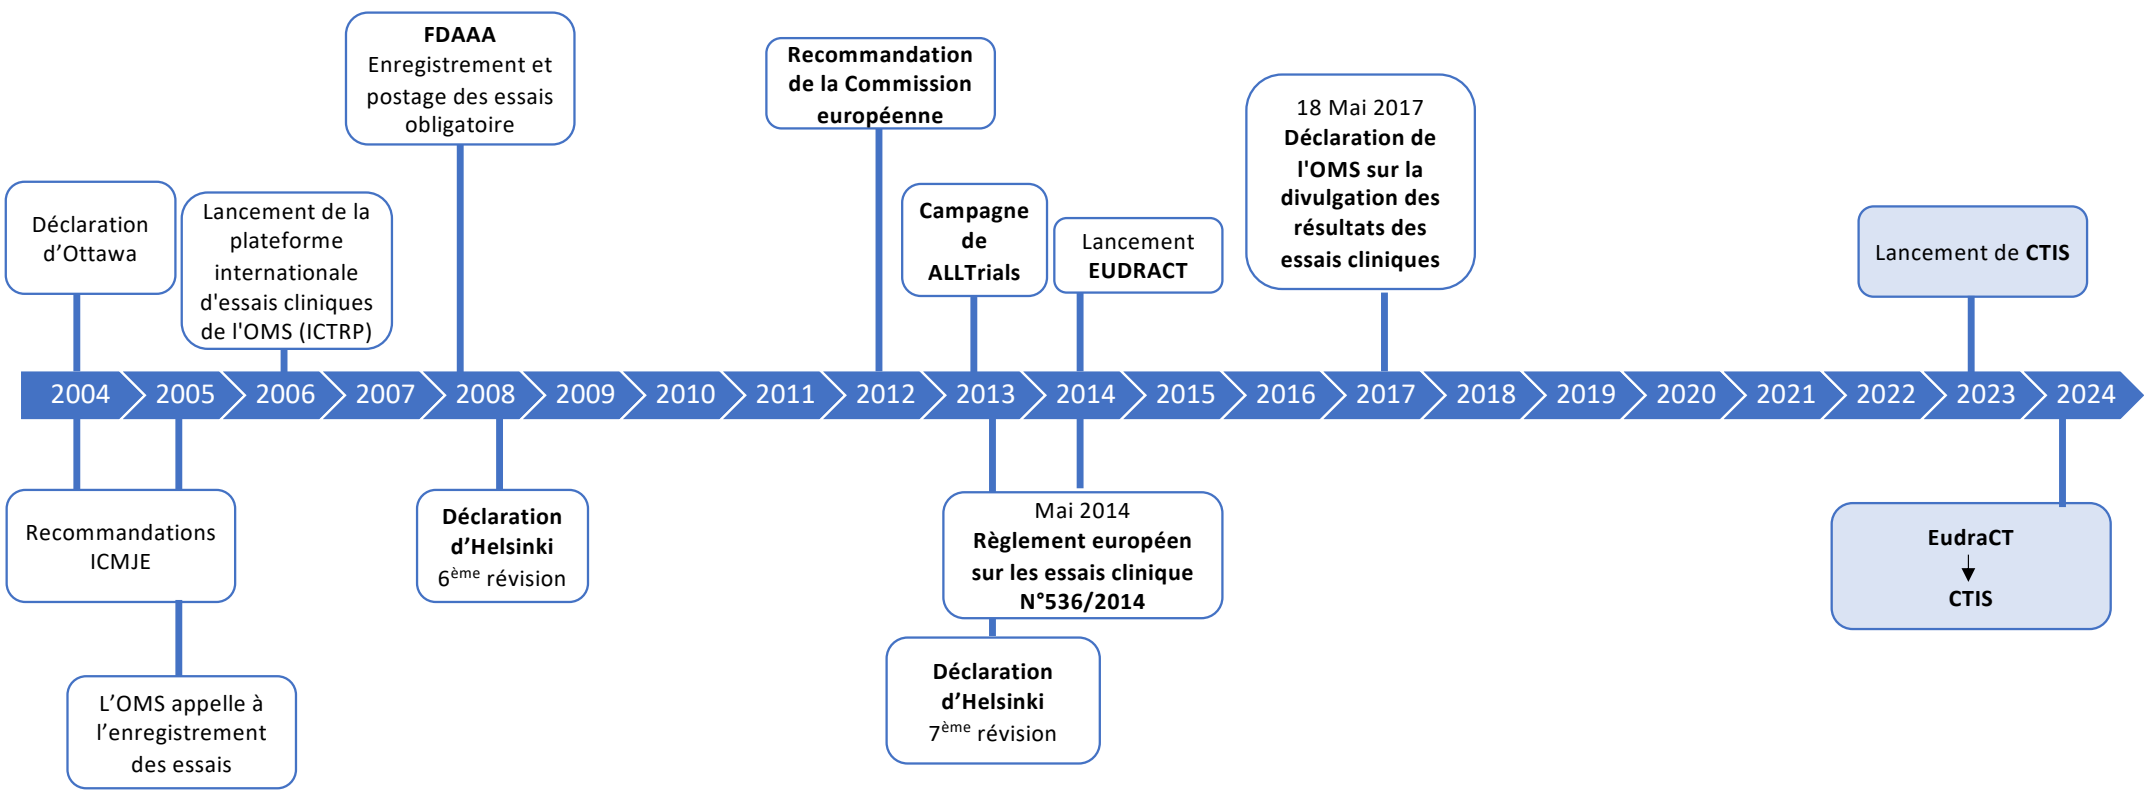 FDAAA
Enregistrement et
postage des essais
obligatoire
Recommandation
de la Commission
européenne
18 Mai 2017
Déclaration de
l'OMS sur la
divulgation des
résultats des
essais cliniques
Déclaration
d’Ottawa
Lancement de la
plateforme
internationale
d'essais cliniques
de l'OMS (ICTRP)
Campagne
de
ALLTrials
Lancement
EUDRACT
Lancement de CTIS
2004 2005 2006 2007 2008 2009 2010 2011 2012 2013 2014 2015 2016 2017 2018 2019 2020 2021 2022 2023 2024
Recommandations
ICMJE
Déclaration
d’Helsinki
6ème révision
Mai 2014
Règlement européen
sur les essais clinique
N°536/2014
EudraCT
CTIS
L’OMS appelle à
l’enregistrement
des essais
Déclaration
d’Helsinki
7ème révision